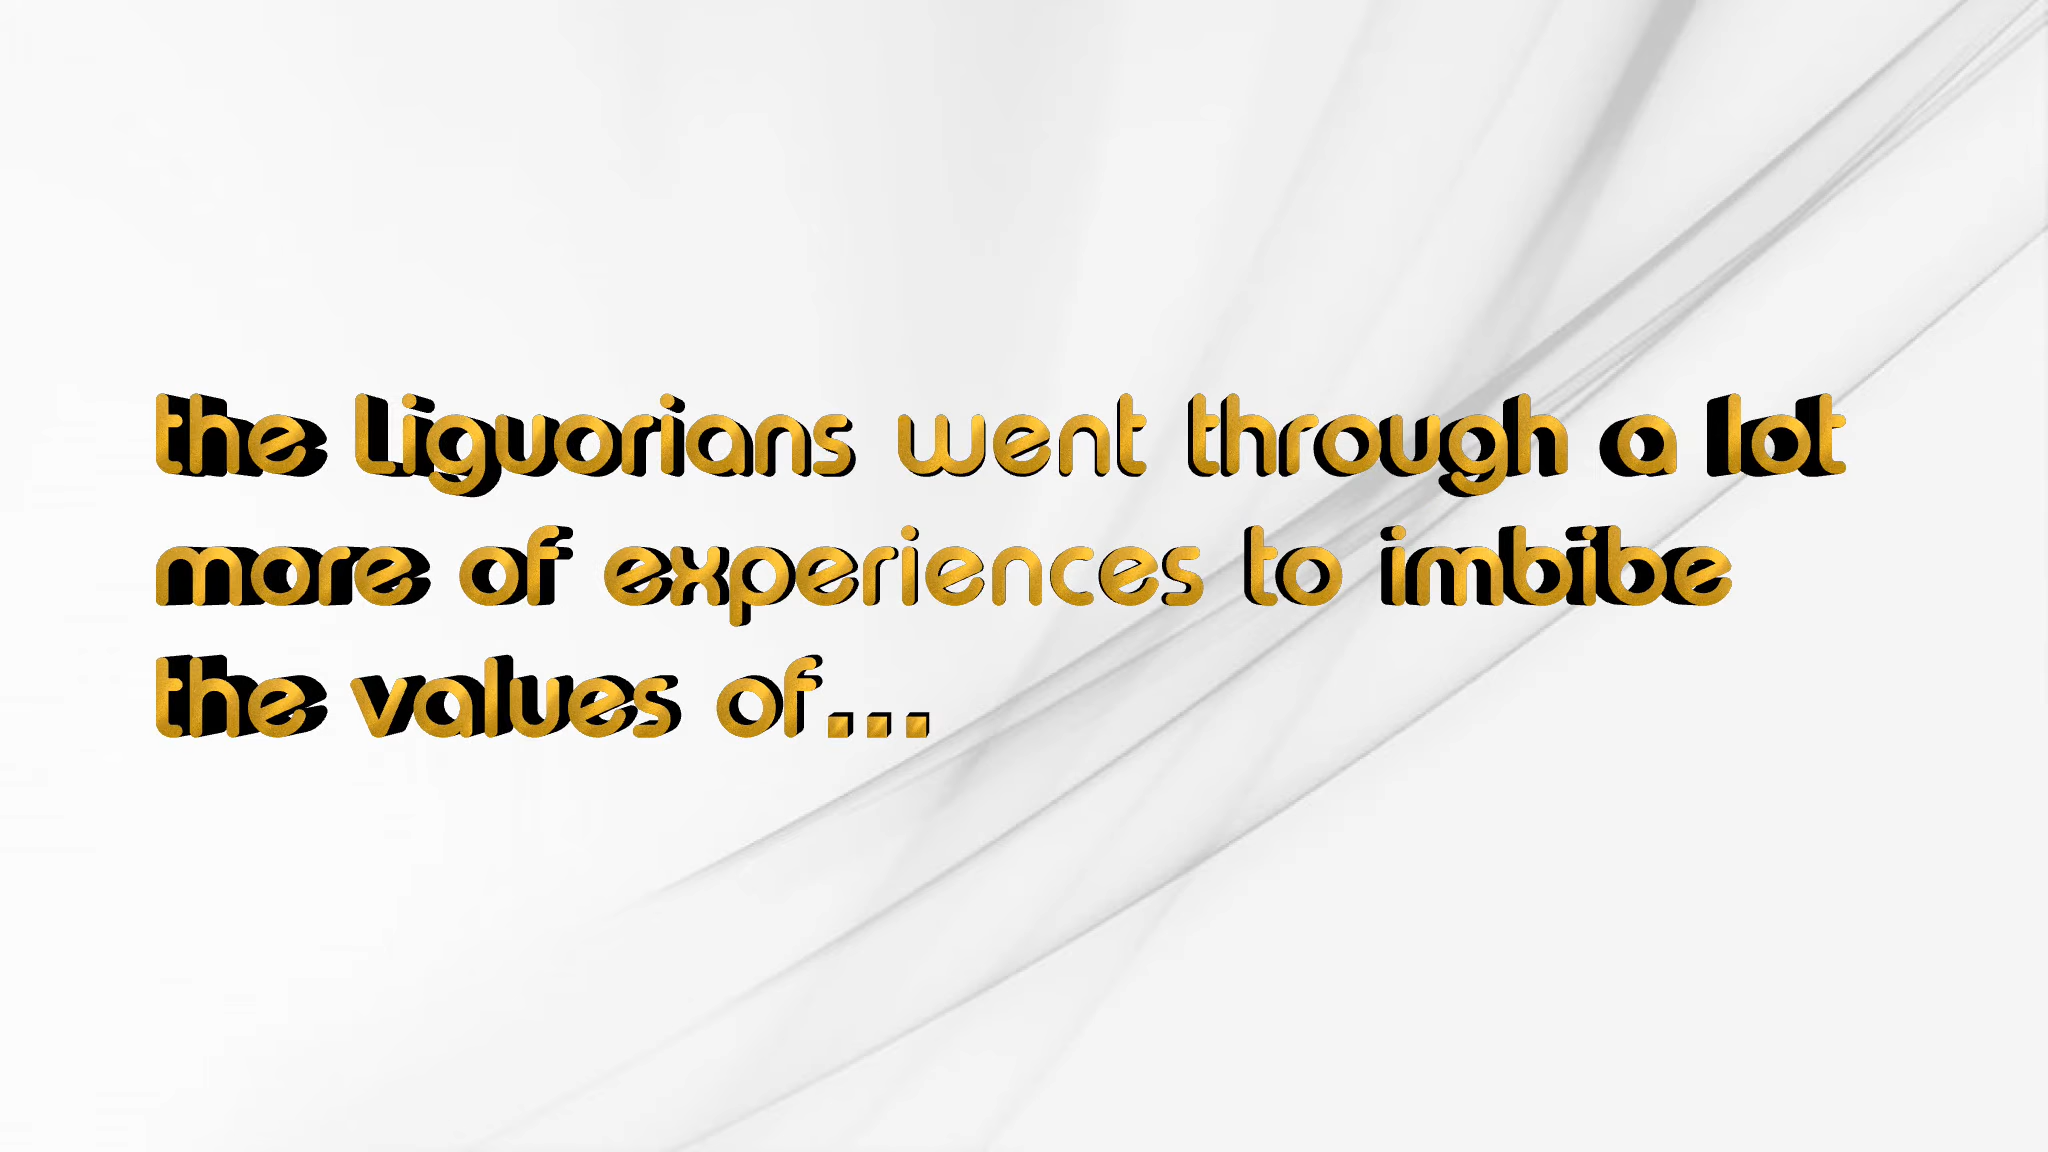 the Liguorians went through a lot
more of experiences to imbibe
the values of...